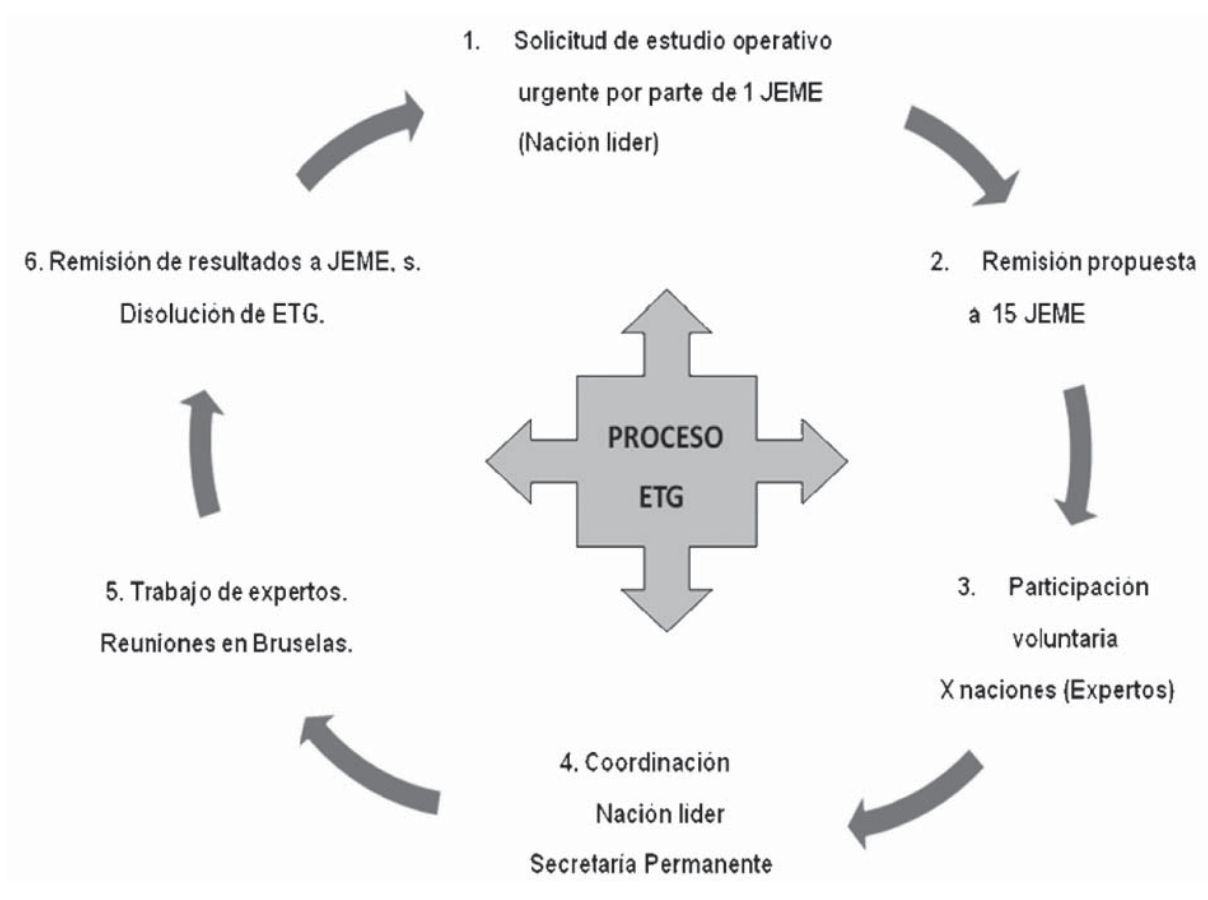 1. Solicitud de estudio operativo
urgente por parte de 1 JEME
(Nación líder)
2. Remisión propuesta
a 15 JEME
3. Participación
voluntaria
X naciones (Expertos)
4. Coordinación
Nación líder
Secretaría Permanente
5. Trabajo de expertos.
Reuniones en Bruselas.
6. Remisión de resultados a JEME, s.
Disolución de ETG.
PROCESO
ETG